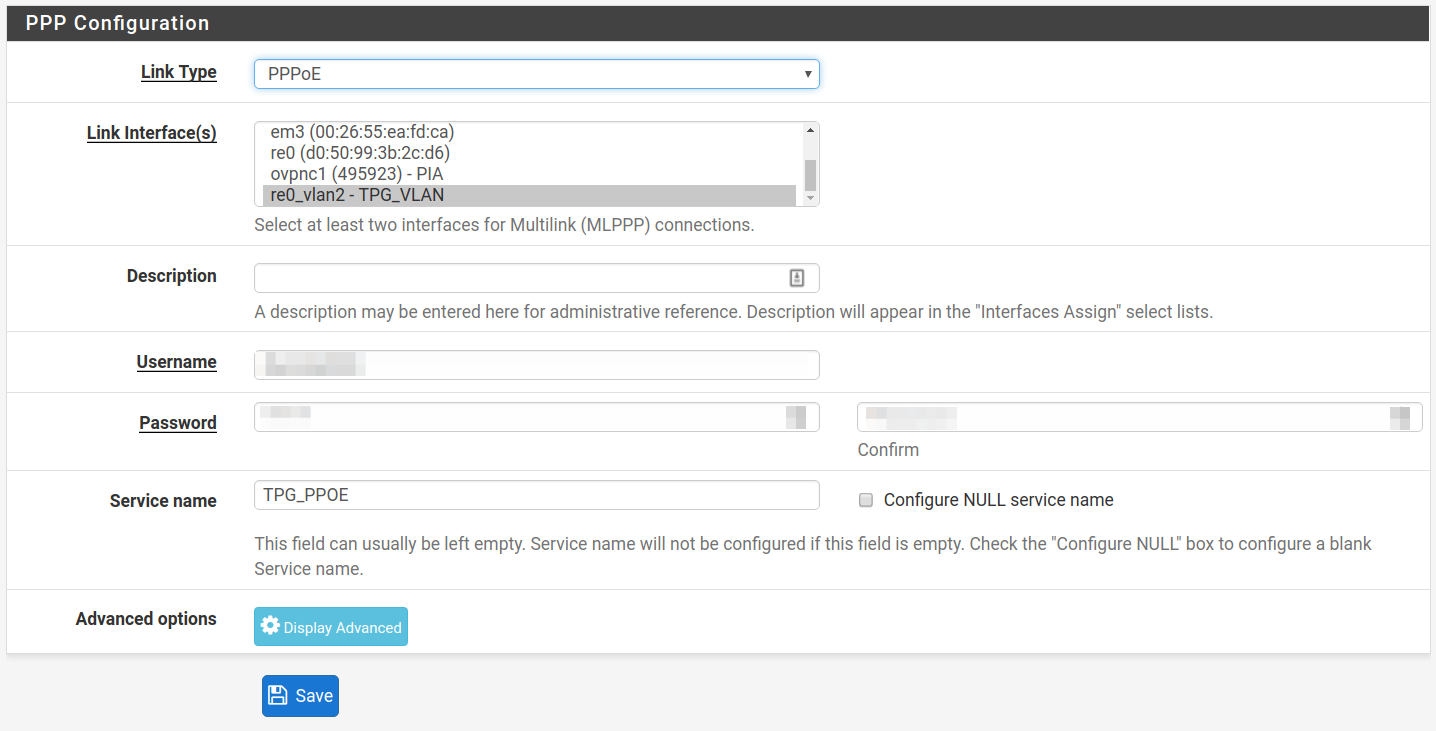 PPP Configuration
Link Type
PPPoE
Link Interface(s)
em3 (00:26:55:ea:fd:ca)
re0 (d0:50:99:3b:2c:d6)
ovpnc1 (495923) - PIA
re0_vlan2 - TPG_VLAN
Select at least two interfaces for Multilink (MLPPP) connections.
Description
A description may be entered here for administrative reference. Description will appear in the "Interfaces Assign" select lists.
Username
Password
Confirm
Service name
TPG_PPOE
Configure NULL service name
This field can usually be left empty. Service name will not be configured if this field is empty. Check the "Configure NULL" box to configure a blank
Service name.
Advanced options
Display Advanced
Save